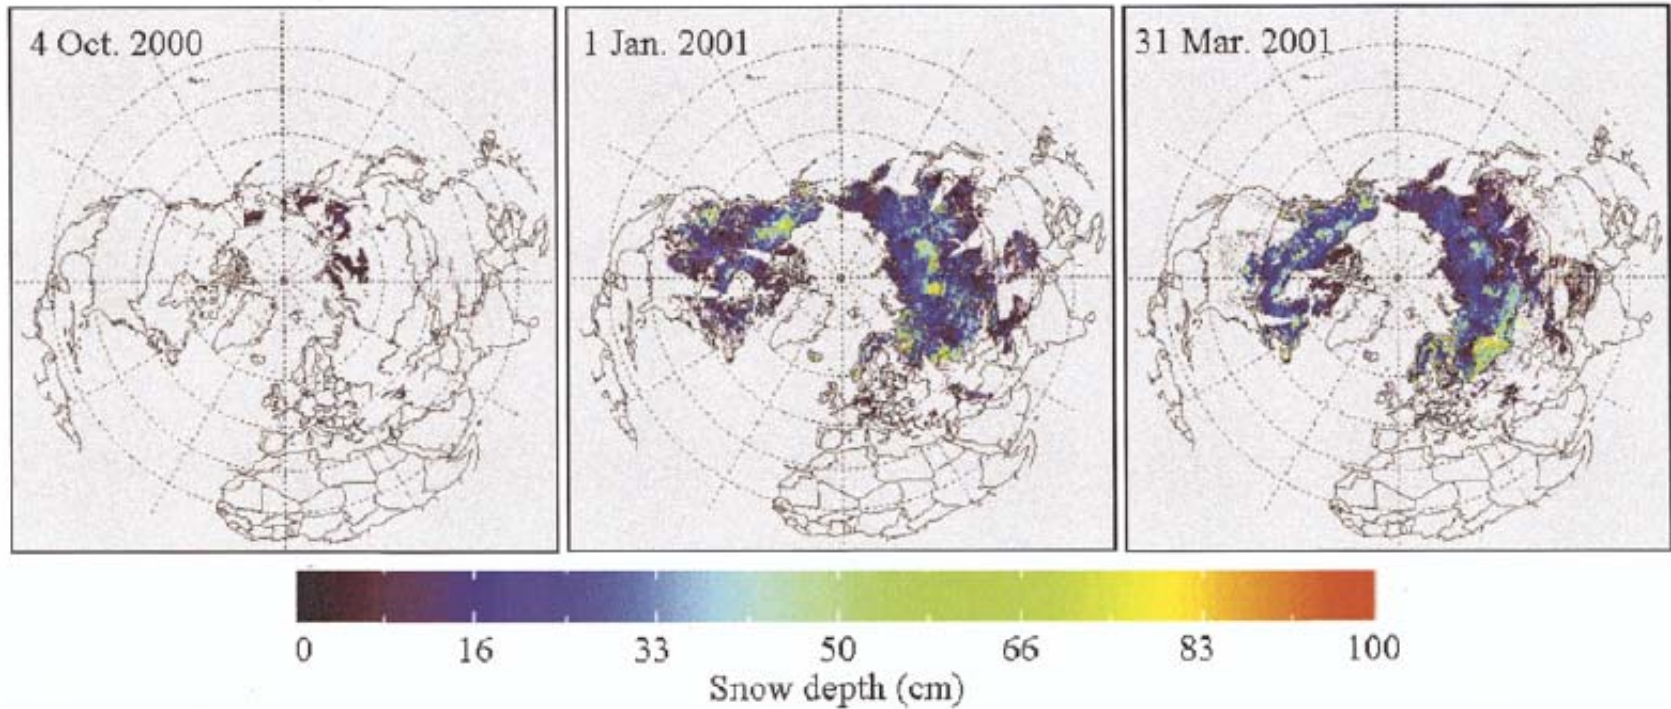 4 Oct. 2000
1 Jan. 2001
31 Mar. 2001
0 16 33 50 66 83 100
Snow depth (cm)